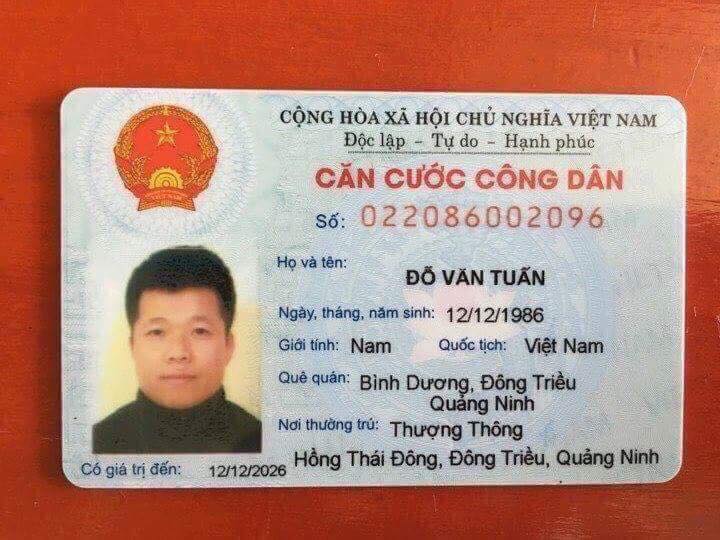 CỘNG HÒA XÃ HỘI CHỦ NGHĨA VIỆT NAM
Độc lập - Tự do - Hạnh phúc
CĂN CƯỚC CÔNG DÂN
Số: 022086002096
Họ và tên:
ĐỖ VĂN TUẤN
Ngày, tháng, năm sinh: 12/12/1986
Giới tính: Nam Quốc tịch: Việt Nam
Quê quán: Bình Dương, Đông Triều
Quảng Ninh
Nơi thường trú: Thượng Thông
Hồng Thái Đông, Đông Triều, Quảng Ninh
Có giá trị đến: 12/12/2026